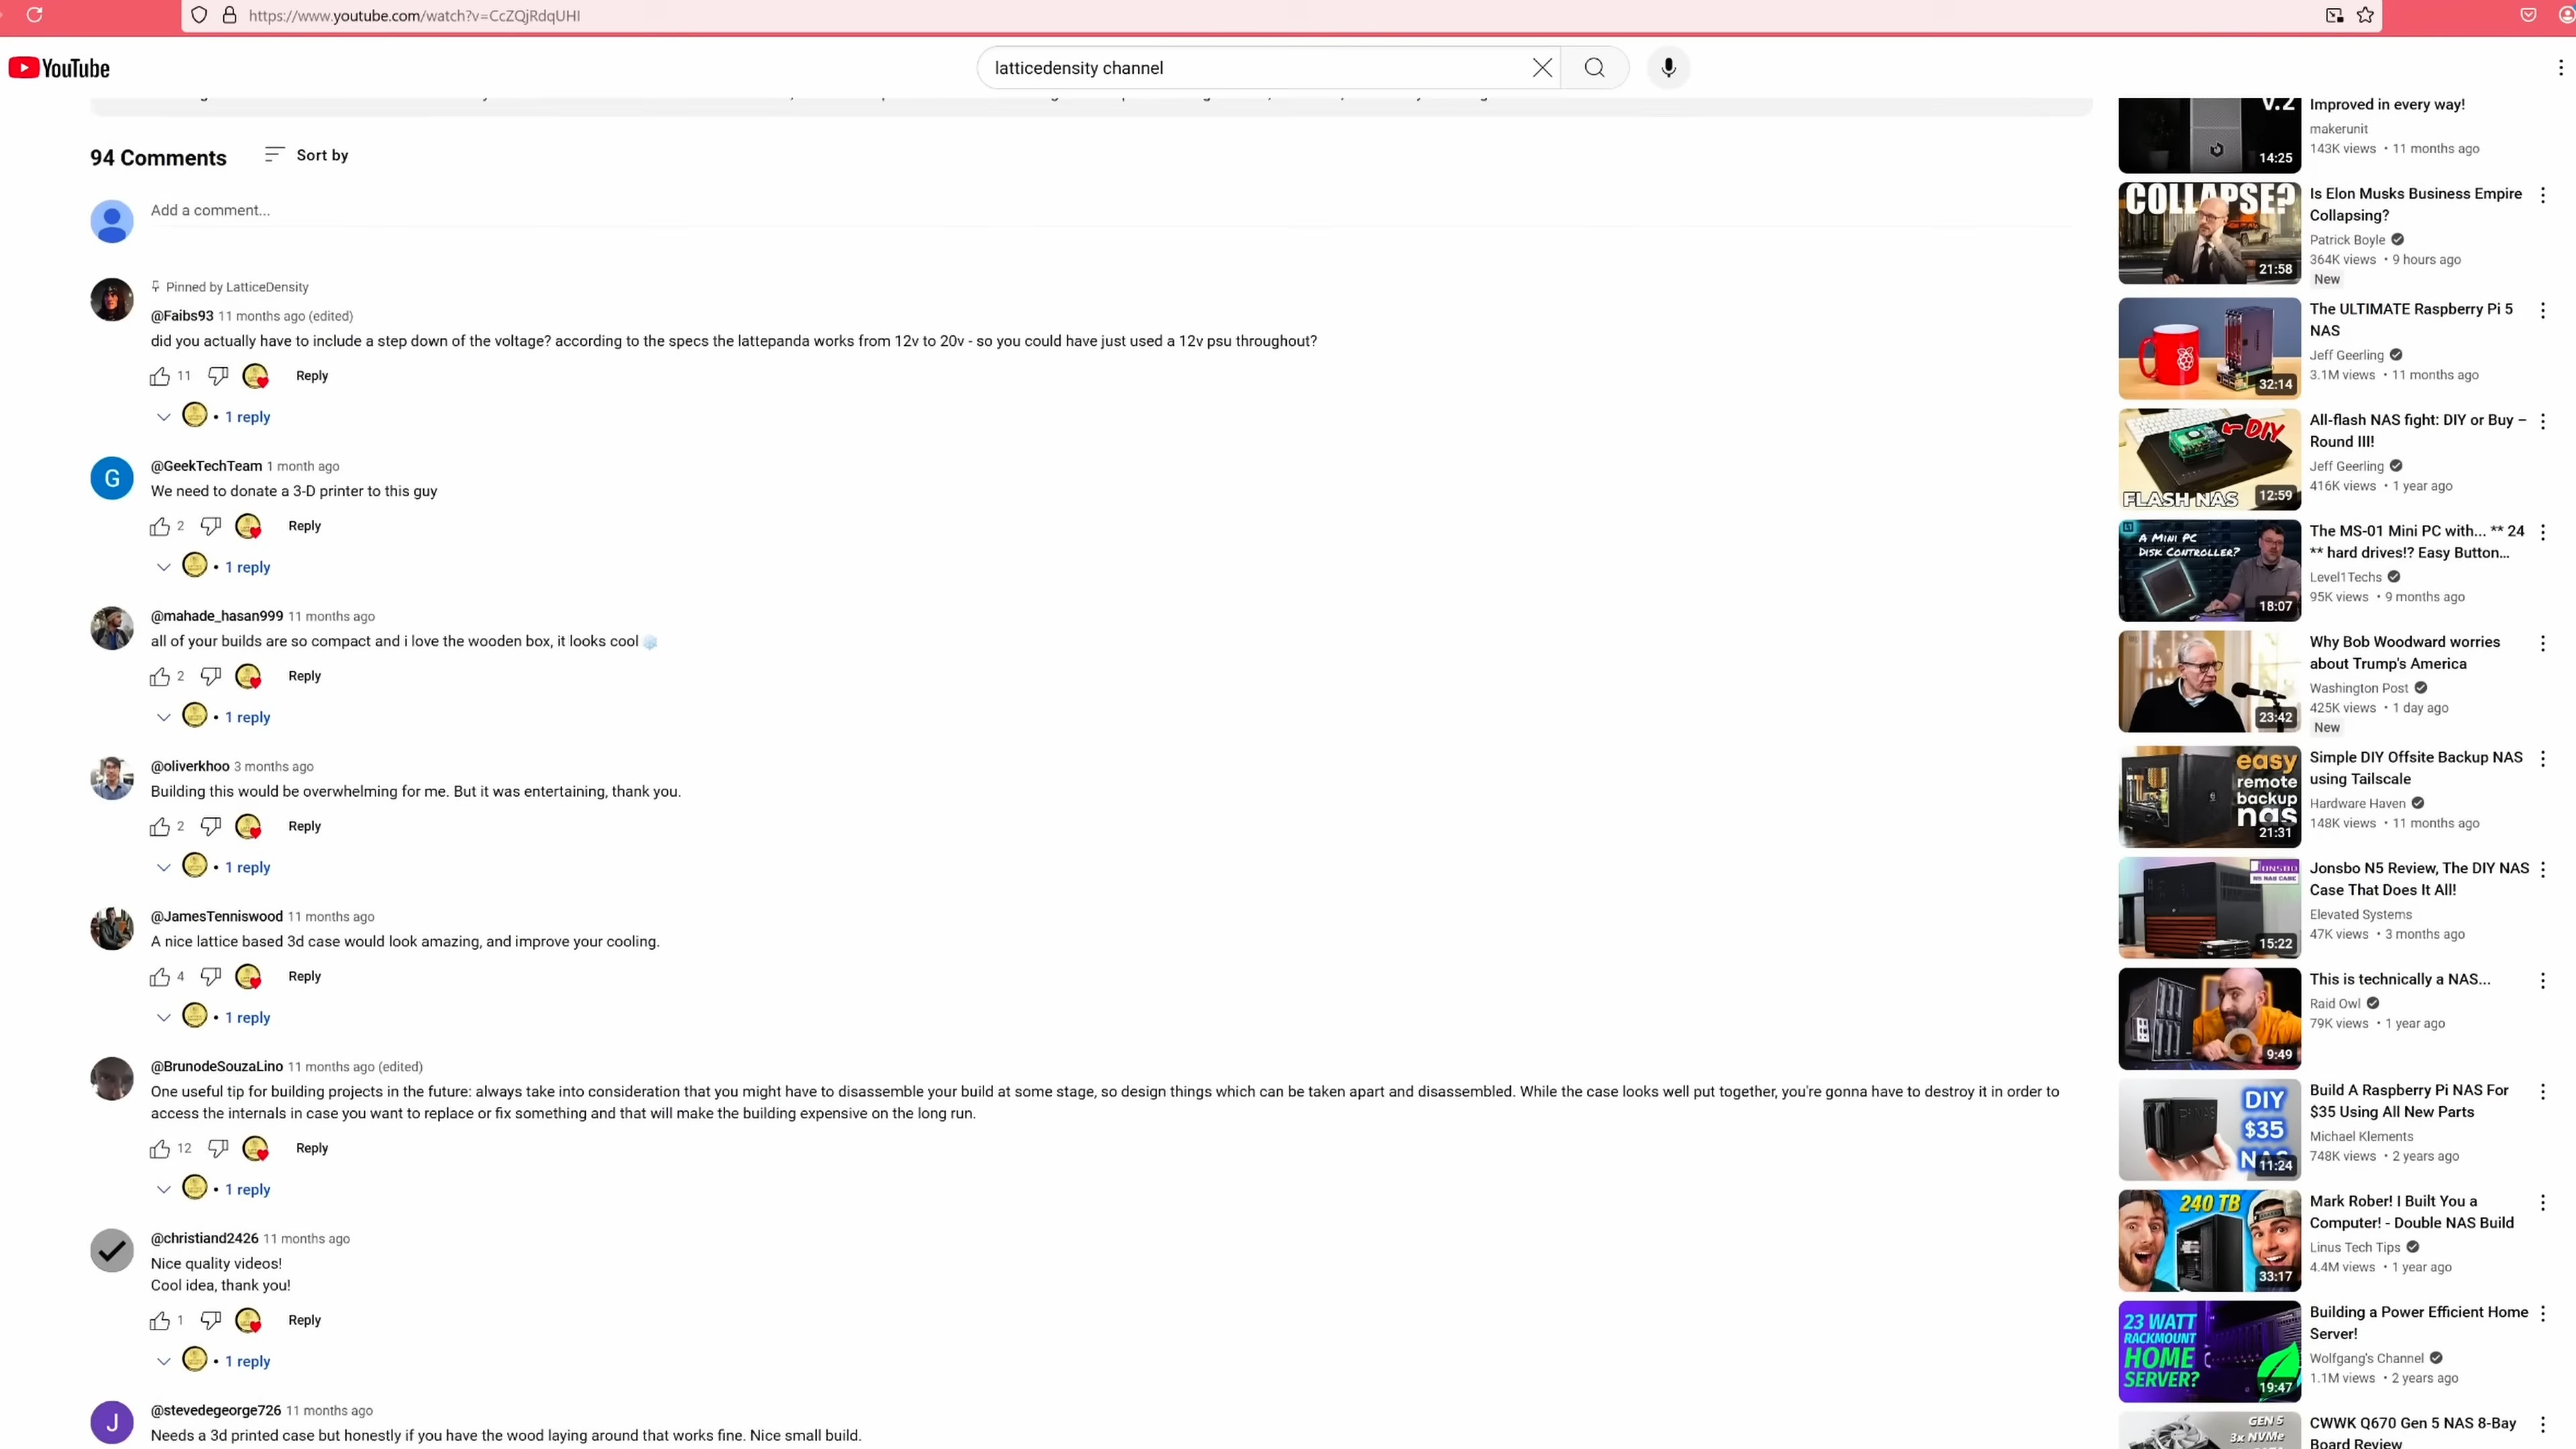 https://www.youtube.com/watch?v=CcZQjRdqUHI
YouTube
latticedensity channel
94 Comments
Sort by
Add a comment...
Pinned by LatticeDensity
@Faibs93 11 months ago (edited)
did you actually have to include a step down of the voltage? according to the specs the lattepanda works from 12v to 20v - so you could have just used a 12v psu throughout?
11 Reply
• 1 reply
@GeekTechTeam 1 month ago
G
We need to donate a 3-D printer to this guy
2 Reply
• 1 reply
@mahade_hasan999 11 months ago
all of your builds are so compact and i love the wooden box, it looks cool
2 Reply
• 1 reply
@oliverkhoo 3 months ago
Building this would be overwhelming for me. But it was entertaining, thank you.
2 Reply
• 1 reply
@JamesTenniswood 11 months ago
A nice lattice based 3d case would look amazing, and improve your cooling.
4 Reply
• 1 reply
@BrunodeSouzaLino 11 months ago (edited)
One useful tip for building projects in the future: always take into consideration that you might have to disassemble your build at some stage, so design things which can be taken apart and disassembled. While the case looks well put together, you're gonna have to destroy it in order to
access the internals in case you want to replace or fix something and that will make the building expensive on the long run.
12 Reply
• 1 reply
@christiand2426 11 months ago
Nice quality videos!
Cool idea, thank you!
1 Reply
• 1 reply
@stevedegeorge726 11 months ago
J
Needs a 3d printed case but honestly if you have the wood laying around that works fine. Nice small build.
V.2
14:25
Improved in every way!
makerunit
143K views • 11 months ago
COLLAPSE?
21:58
Is Elon Musks Business Empire
Collapsing?
Patrick Boyle
364K views • 9 hours ago
New
32:14
The ULTIMATE Raspberry Pi 5
NAS
Jeff Geerling
3.1M views • 11 months ago
DIY
FLASH NAS
12:59
All-flash NAS fight: DIY or Buy –
Round III!
Jeff Geerling
416K views • 1 year ago
A MINI PC
DISK CONTROLLER?
18:07
The MS-01 Mini PC with... ** 24
** hard drives!? Easy Button...
Level1Techs
95K views • 9 months ago
23:42
Why Bob Woodward worries
about Trump's America
Washington Post
425K views • 1 day ago
New
easy
remote
backup
nas
21:31
Simple DIY Offsite Backup NAS
using Tailscale
Hardware Haven
148K views • 11 months ago
JONSBO
N5 NAS CASE
15:22
Jonsbo N5 Review, The DIY NAS
Case That Does It All!
Elevated Systems
47K views • 3 months ago
9:49
This is technically a NAS...
Raid Owl
79K views • 1 year ago
DIY
$35
NAS
11:24
Build A Raspberry Pi NAS For
$35 Using All New Parts
Michael Klements
748K views • 2 years ago
240 TB
33:17
Mark Rober! I Built You a
Computer! - Double NAS Build
Linus Tech Tips
4.4M views • 1 year ago
23 WATT
RACKMOUNT
HOME
SERVER?
19:47
Building a Power Efficient Home
Server!
Wolfgang's Channel
1.1M views • 2 years ago
GEN 5
3x NVMe
CWWK Q670 Gen 5 NAS 8-Bay
Board Review